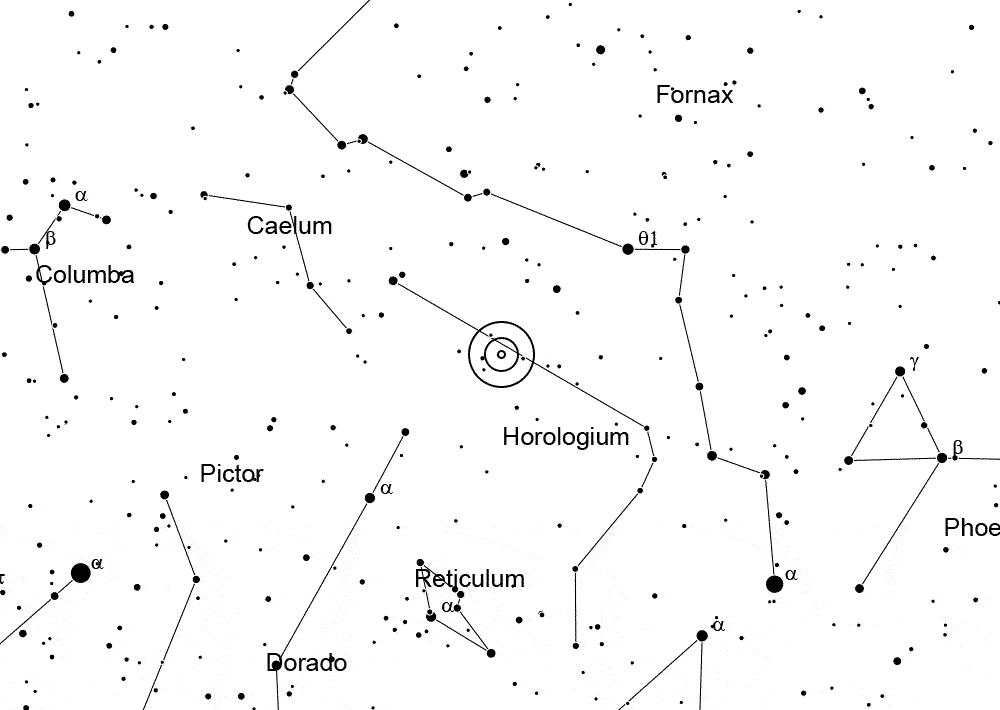 Fornax
α
Caelum
β
θ1
Columba
γ
Horologium
β
Pictor
α
Phoe
α
τ
Reticulum
α
α
α
Dorado